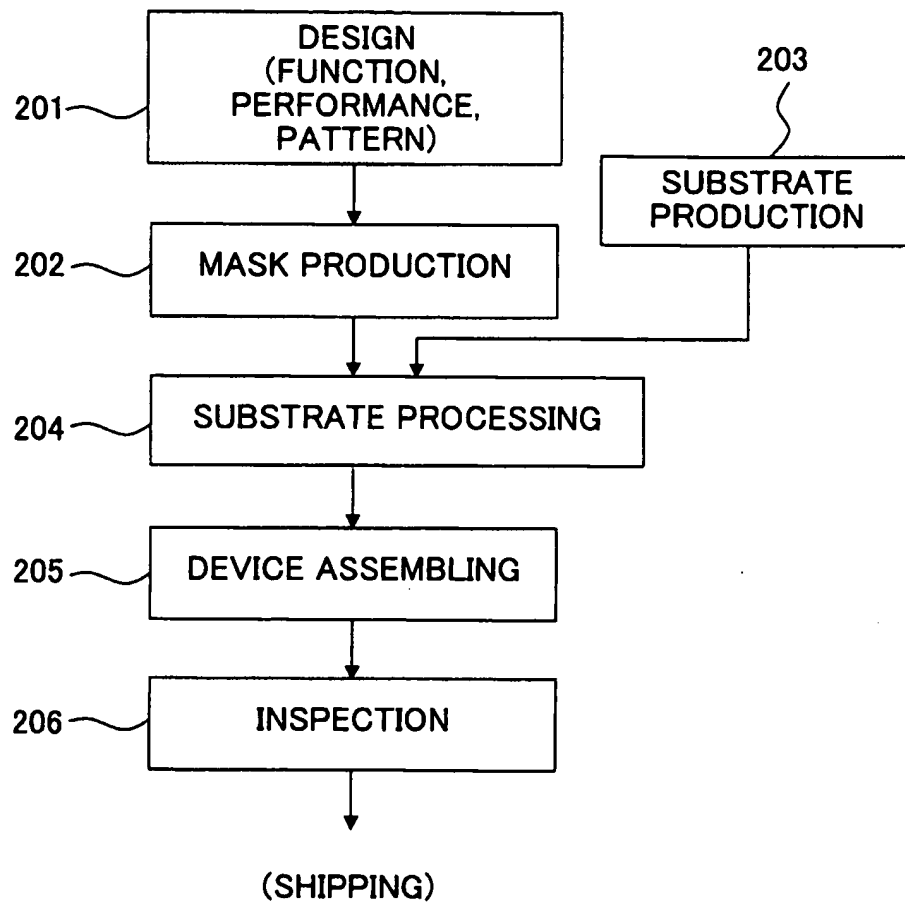 DESIGN
(FUNCTION,
PERFORMANCE,
PATTERN)
201
203
SUBSTRATE
PRODUCTION
202
MASK PRODUCTION
204
SUBSTRATE PROCESSING
205
DEVICE ASSEMBLING
206
INSPECTION
(SHIPPING)